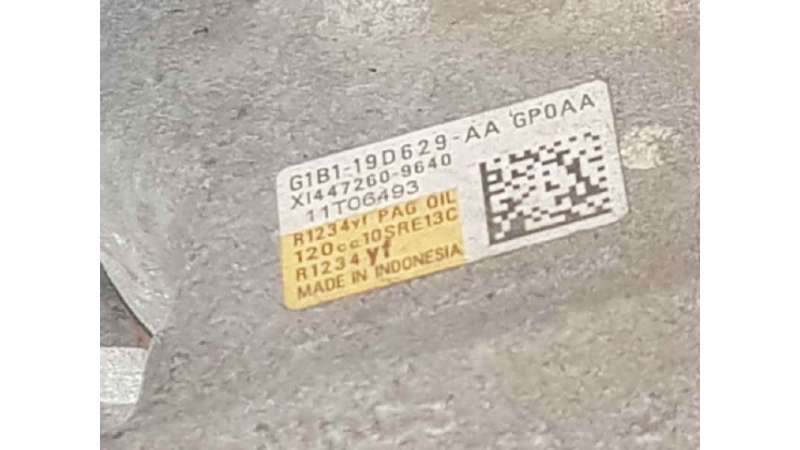 G1B1-19D629-AA GP0AA
XI447260-9640
11T06493
R1234yf PAG OIL
120cc10SRE13C
R1234yf
MADE IN INDONESIA